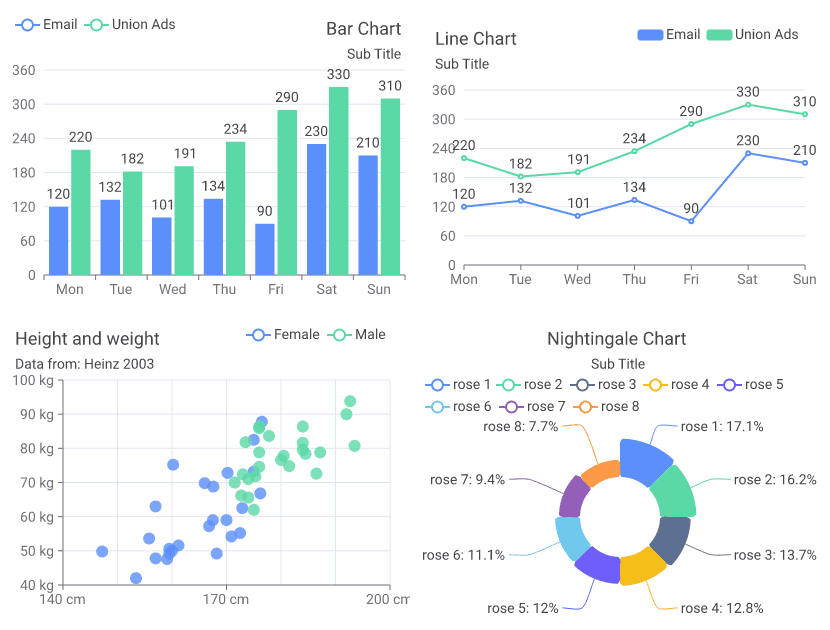 Email Union Ads
Bar Chart
Sub Title
360
300
240
180
120
60
0
120 220 132 182 101 191 134 234 90 290 230 330 210 310
Mon Tue Wed Thu Fri Sat Sun
Line Chart
Sub Title
Email Union Ads
360
300
240
180
120
60
0
220 182 191 234 290 330 310
120 132 101 134 90 230 210
Mon Tue Wed Thu Fri Sat Sun
Height and weight
Data from: Heinz 2003
Female Male
100 kg
90 kg
80 kg
70 kg
60 kg
50 kg
40 kg
140 cm 170 cm 200 cm
Nightingale Chart
Sub Title
rose 1 rose 2 rose 3 rose 4 rose 5
rose 6 rose 7 rose 8
rose 8: 7.7% rose 1: 17.1%
rose 7: 9.4% rose 2: 16.2%
rose 6: 11.1% rose 3: 13.7%
rose 5: 12% rose 4: 12.8%